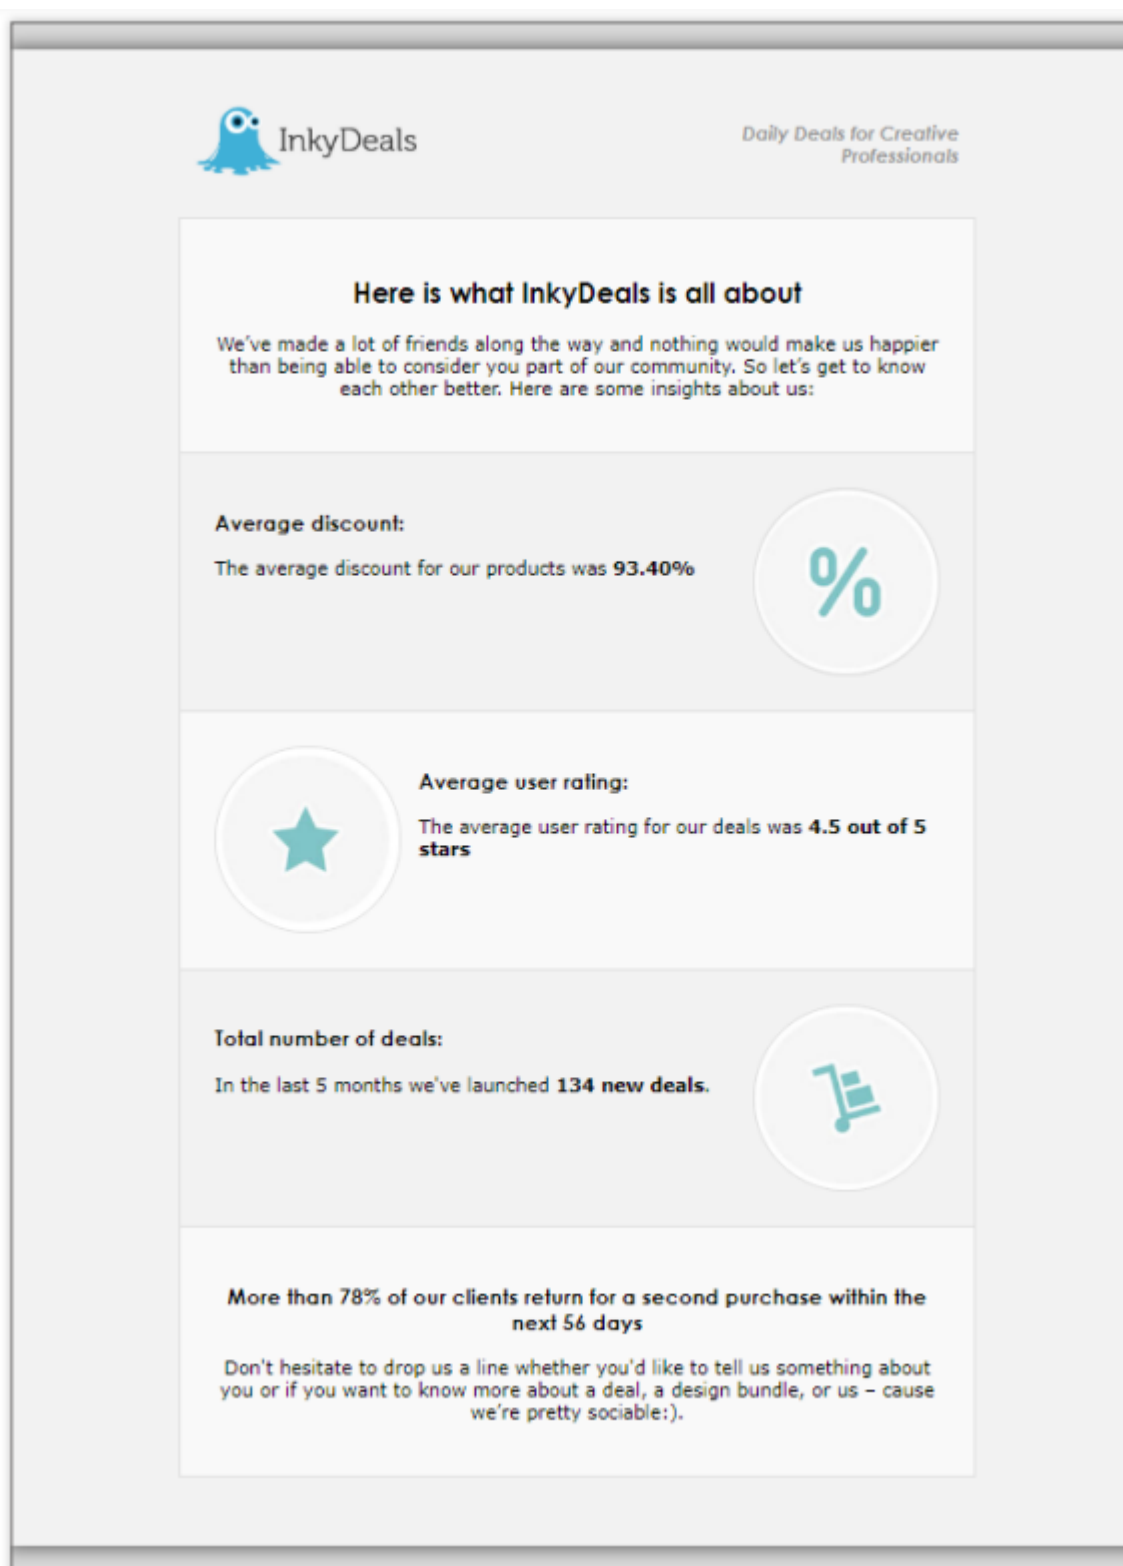 InkyDeals
Daily Deals for Creative
Professionals
Here is what InkyDeals is all about
We've made a lot of friends along the way and nothing would make us happier
than being able to consider you part of our community. So let's get to know
each other better. Here are some insights about us:
Average discount:
The average discount for our products was 93.40%
%
Average user rating:
The average user rating for our deals was 4.5 out of 5
stars
Total number of deals:
In the last 5 months we've launched 134 new deals.
More than 78% of our clients return for a second purchase within the
next 56 days
Don't hesitate to drop us a line whether you'd like to tell us something about
you or if you want to know more about a deal, a design bundle, or us – cause
we're pretty sociable:).